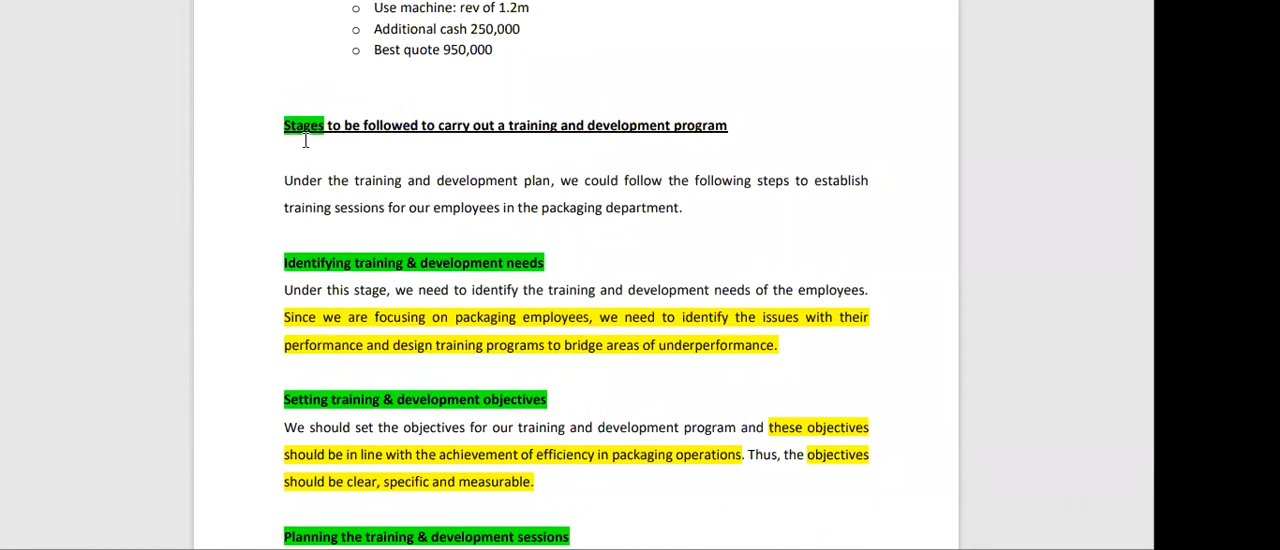 o Use machine: rev of 1.2m
o Additional cash 250,000
o Best quote 950,000
Stages to be followed to carry out a training and development program
Under the training and development plan, we could follow the following steps to establish
training sessions for our employees in the packaging department.
Identifying training & development needs
Under this stage, we need to identify the training and development needs of the employees.
Since we are focusing on packaging employees, we need to identify the issues with their
performance and design training programs to bridge areas of underperformance.
Setting training & development objectives
We should set the objectives for our training and development program and these objectives
should be in line with the achievement of efficiency in packaging operations. Thus, the objectives
should be clear, specific and measurable.
Planning the training & development sessions